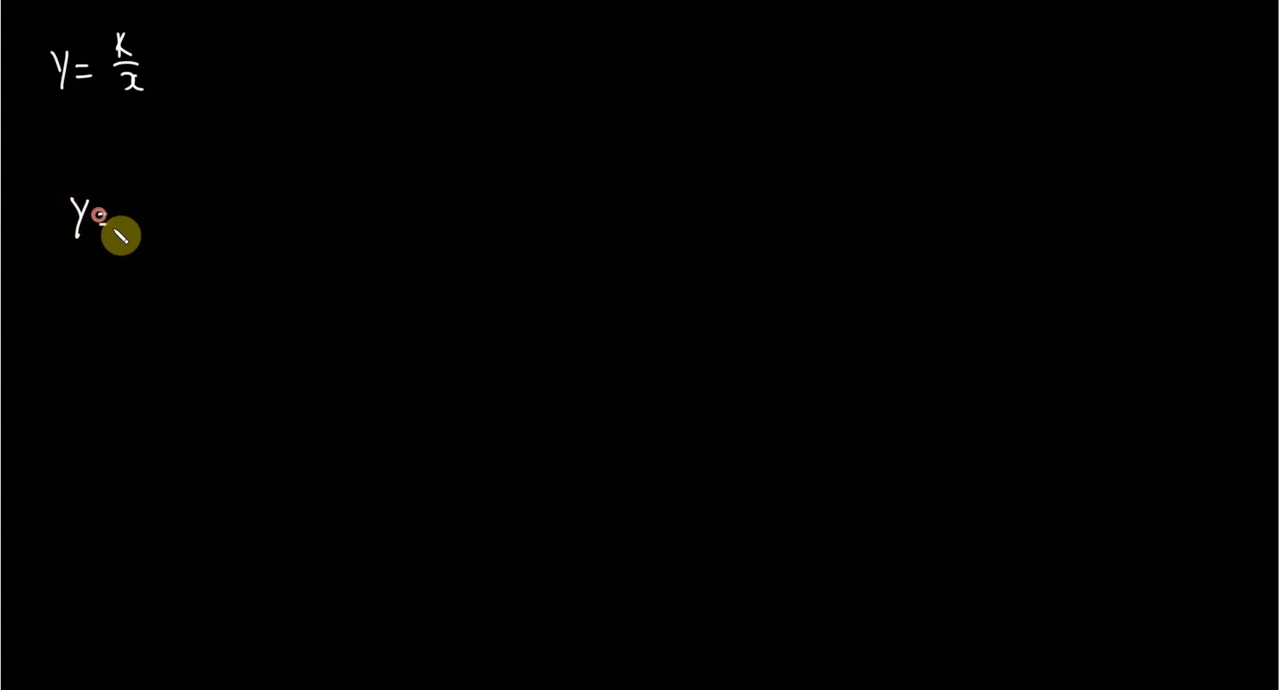 y = k/x
y =